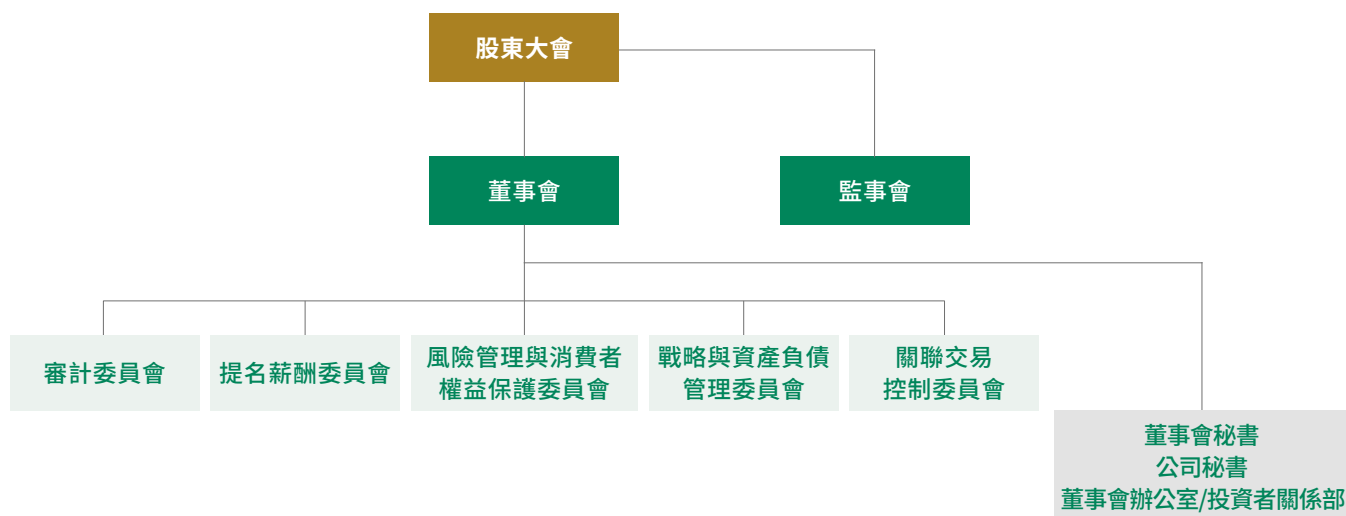 股東大會
董事會
監事會
審計委員會
提名薪酬委員會
風險管理與消費者
權益保護委員會
戰略與資產負債
管理委員會
關聯交易
控制委員會
董事會秘書
公司秘書
董事會辦公室/投資者關係部